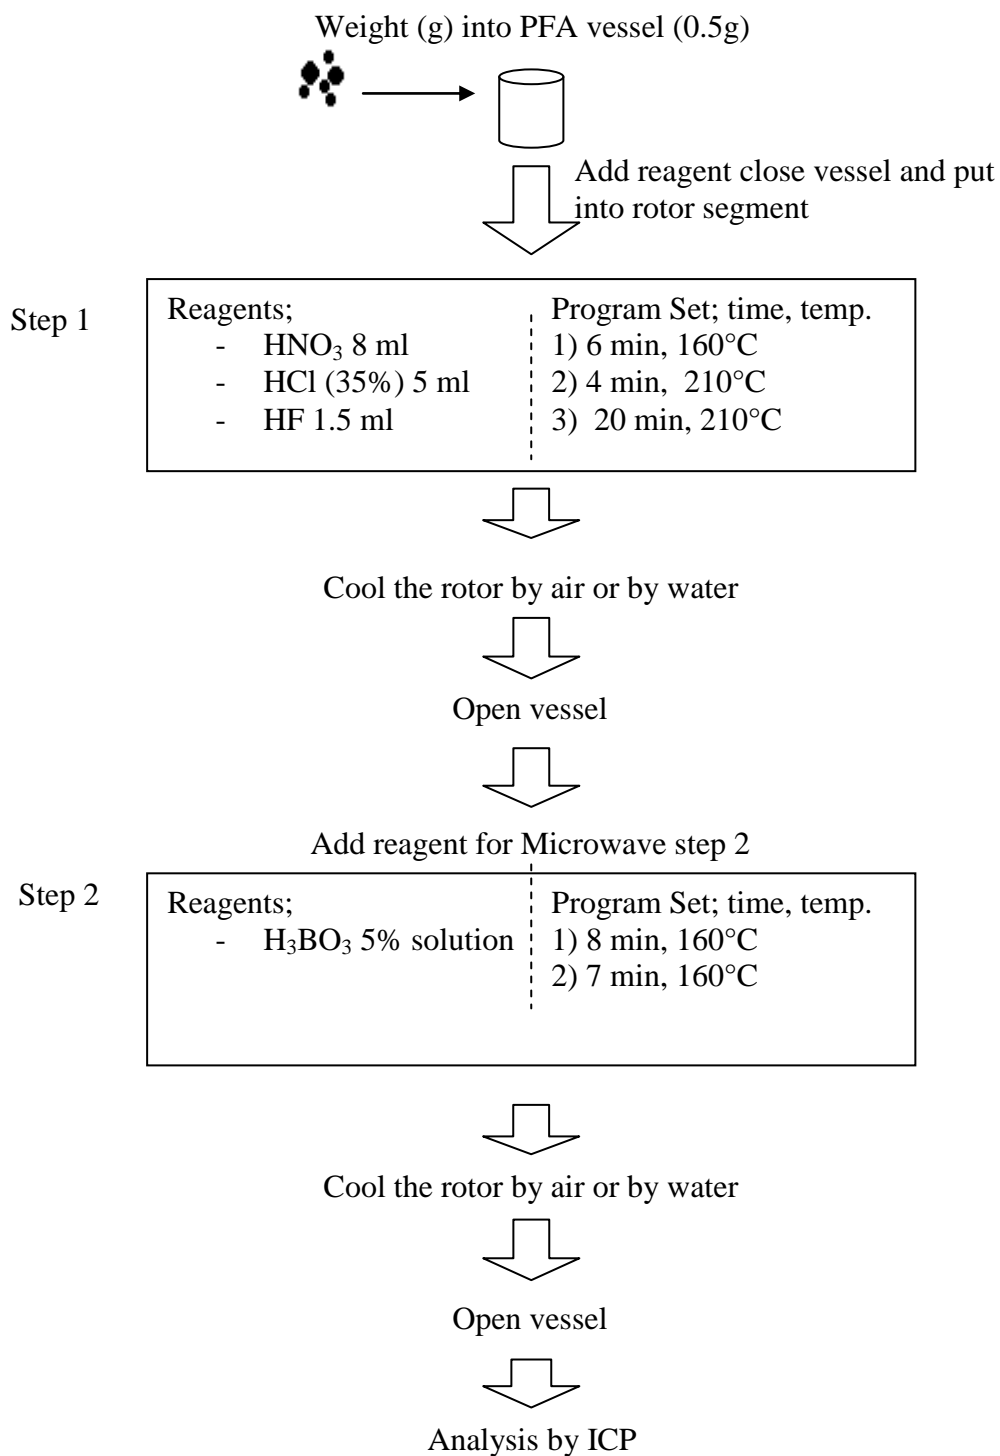 Weight (g) into PFA vessel (0.5g)
Add reagent close vessel and put
into rotor segment
Step 1
Reagents;
- HNO₃ 8 ml
- HCl (35%) 5 ml
- HF 1.5 ml
Program Set; time, temp.
1) 6 min, 160°C
2) 4 min, 210°C
3) 20 min, 210°C
Cool the rotor by air or by water
Open vessel
Add reagent for Microwave step 2
Step 2
Reagents;
- H₃BO₃ 5% solution
Program Set; time, temp.
1) 8 min, 160°C
2) 7 min, 160°C
Cool the rotor by air or by water
Open vessel
Analysis by ICP